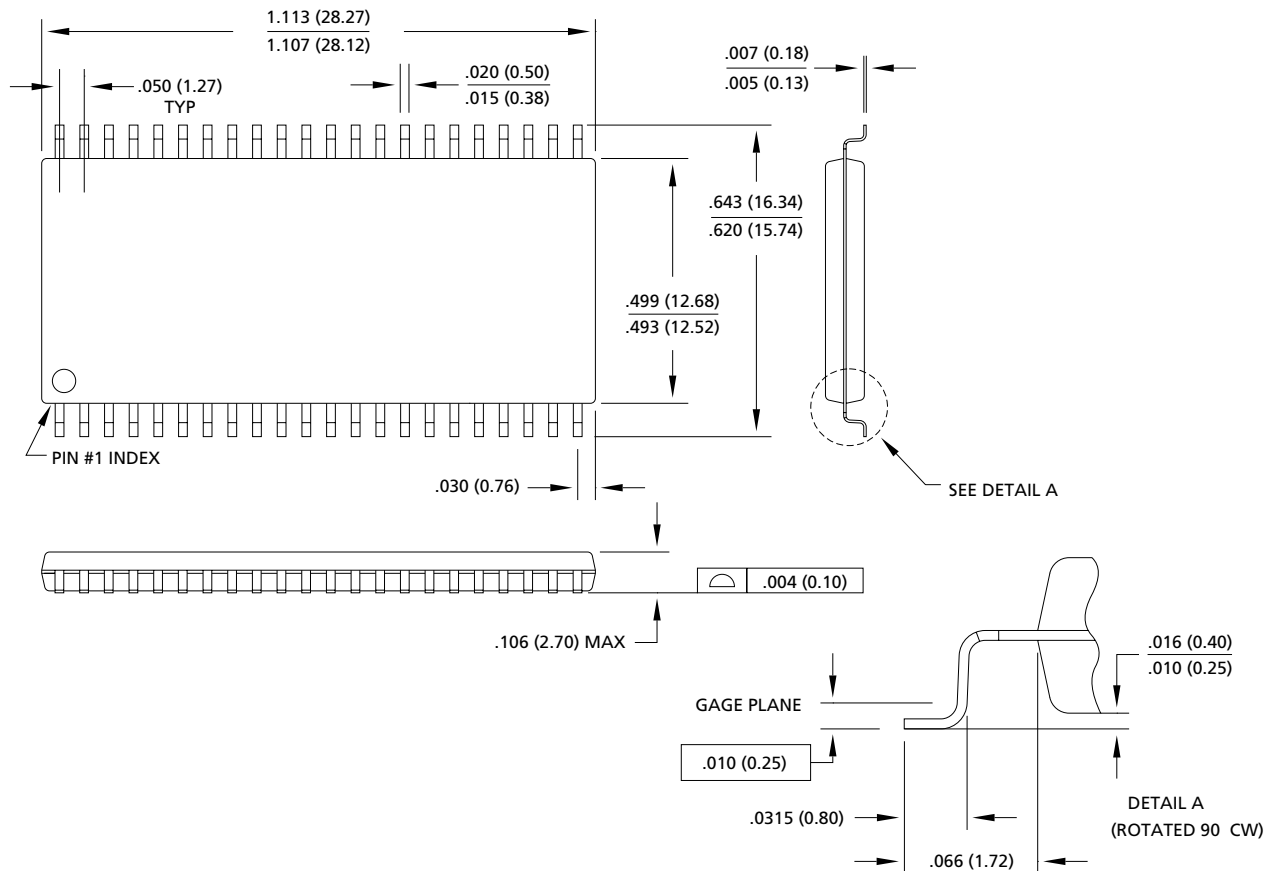 1.113 (28.27)
1.107 (28.12)
.050 (1.27)
TYP
.020 (0.50)
.015 (0.38)
.007 (0.18)
.005 (0.13)
.643 (16.34)
.620 (15.74)
.499 (12.68)
.493 (12.52)
PIN #1 INDEX
.030 (0.76)
SEE DETAIL A
.004 (0.10)
.106 (2.70) MAX
.016 (0.40)
.010 (0.25)
GAGE PLANE
.010 (0.25)
.0315 (0.80)
DETAIL A
(ROTATED 90 CW)
.066 (1.72)